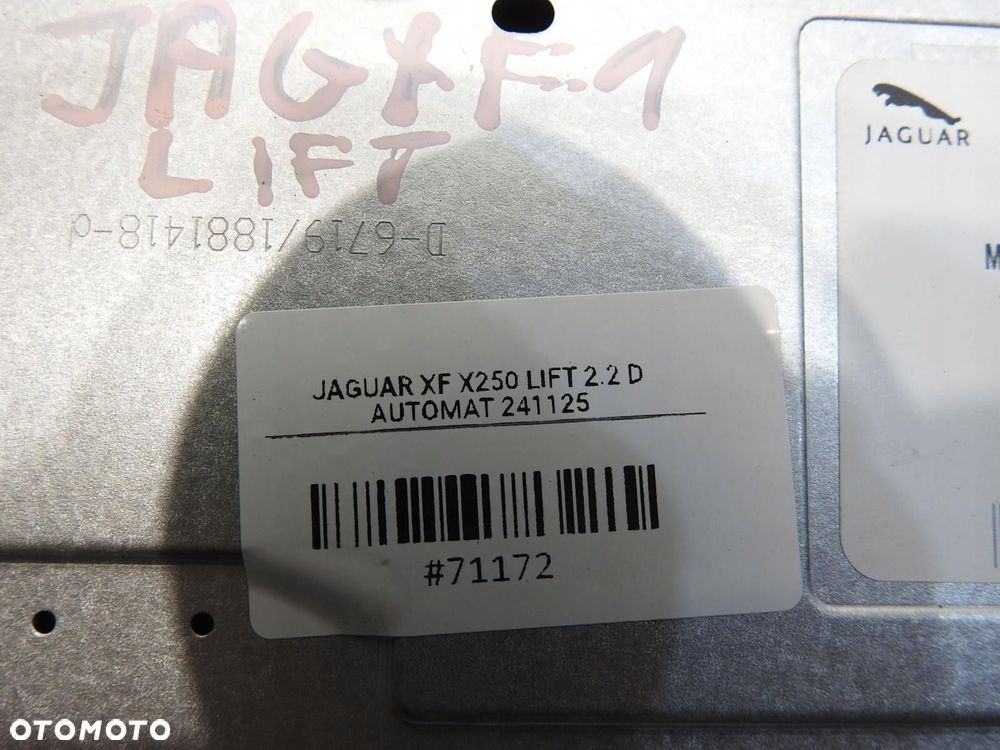 JAGXF.1
LIFT
D-6719/1881418-d
JAGUAR
M
JAGUAR XF X250 LIFT 2.2 D
AUTOMAT 241125
#71172
OTOMOTO